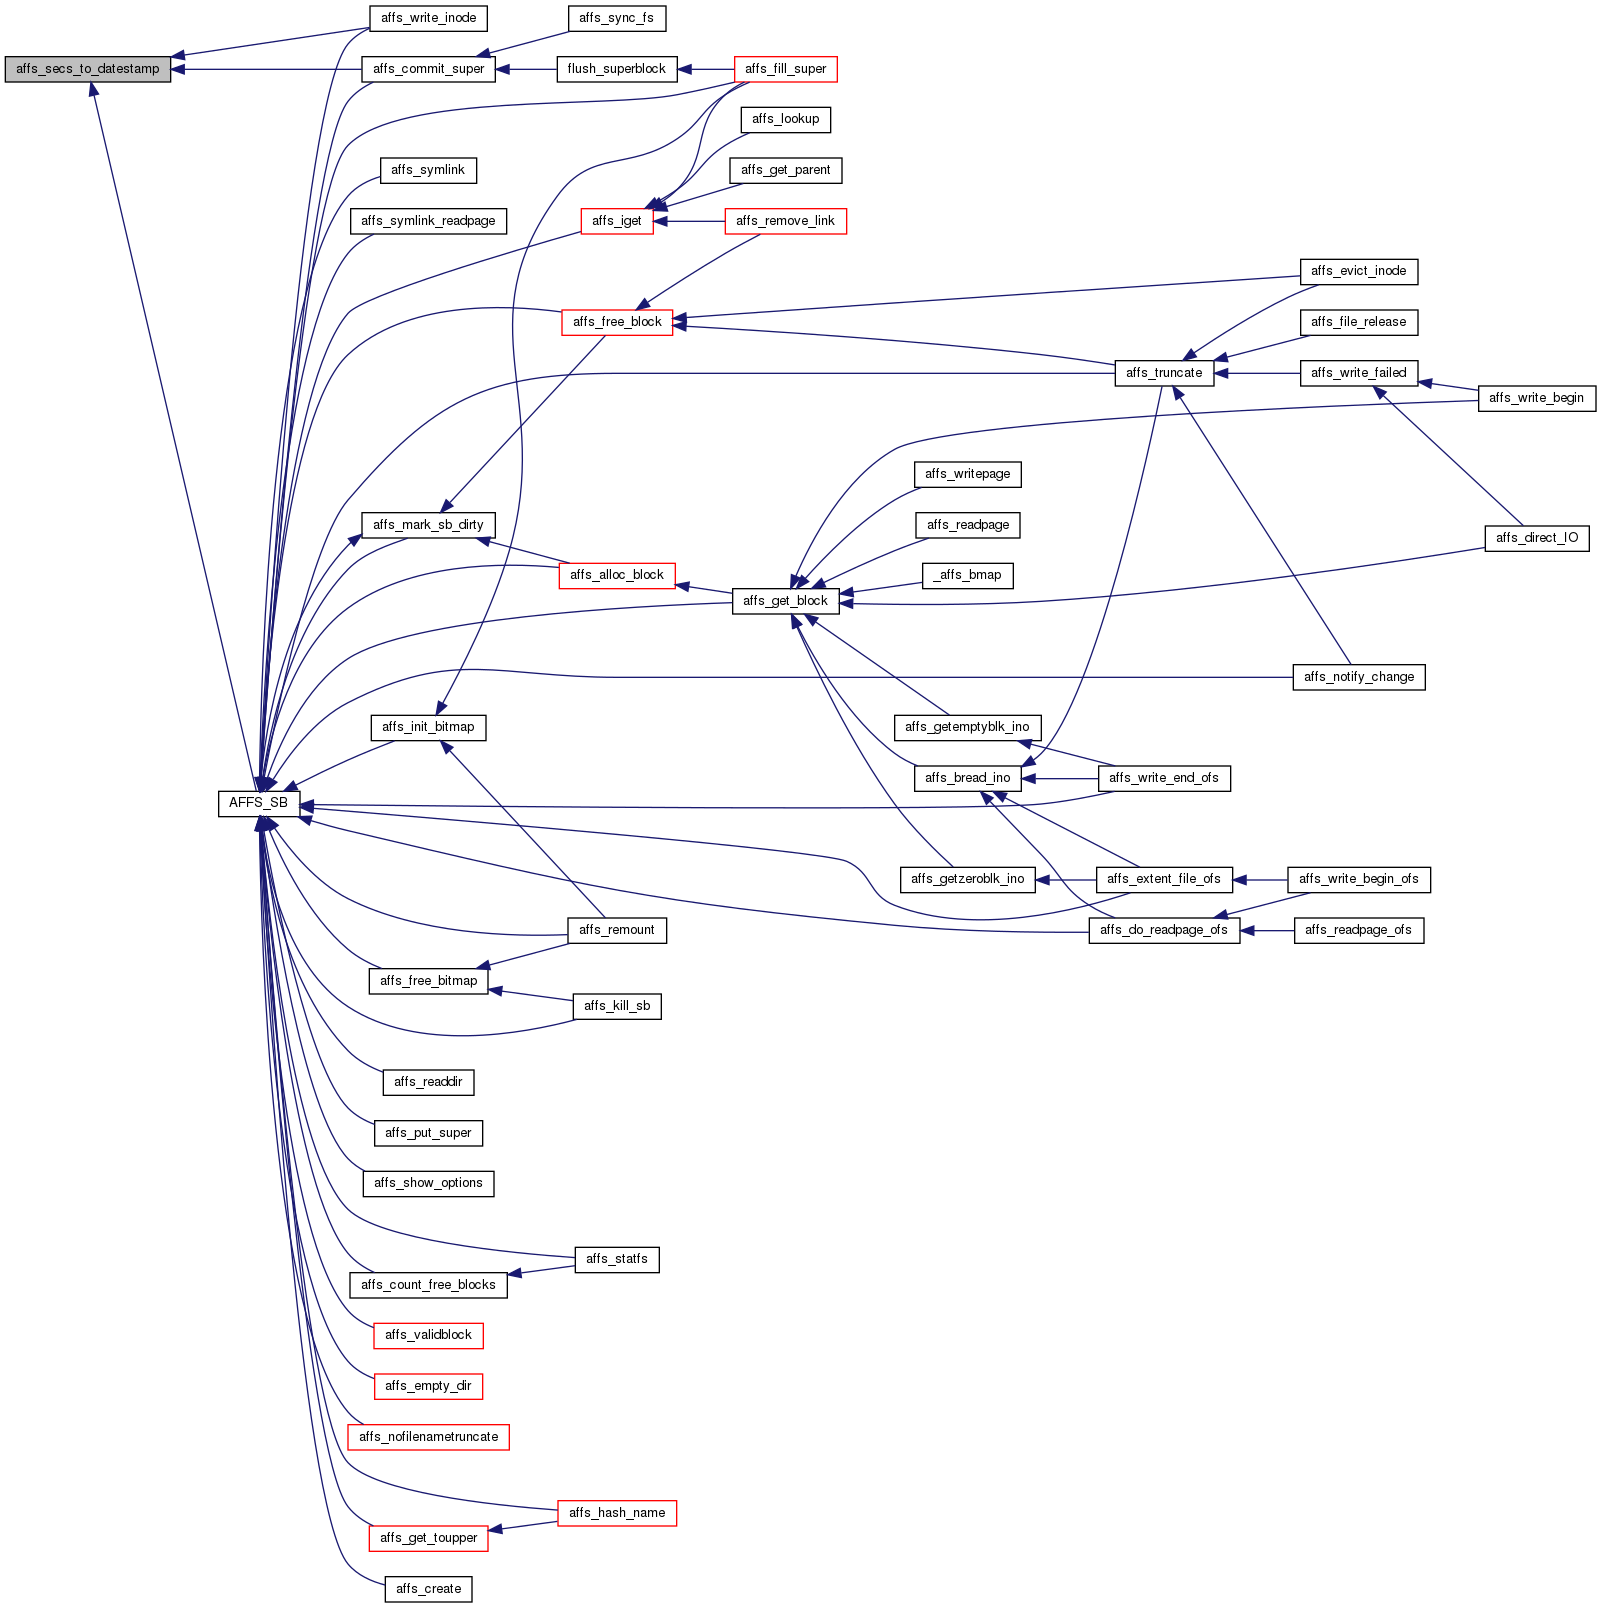 affs_write_inode
affs_sync_fs
affs_secs_to_datestamp
affs_commit_super
flush_superblock
affs_fill_super
affs_lookup
affs_symlink
affs_get_parent
affs_symlink_readpage
affs_iget
affs_remove_link
affs_evict_inode
affs_free_block
affs_file_release
affs_truncate
affs_write_failed
affs_write_begin
affs_writepage
affs_mark_sb_dirty
affs_readpage
affs_direct_IO
affs_alloc_block
_affs_bmap
affs_get_block
affs_notify_change
affs_init_bitmap
affs_getemptyblk_ino
affs_bread_ino
affs_write_end_ofs
AFFS_SB
affs_getzeroblk_ino
affs_extent_file_ofs
affs_write_begin_ofs
affs_remount
affs_do_readpage_ofs
affs_readpage_ofs
affs_free_bitmap
affs_kill_sb
affs_readdir
affs_put_super
affs_show_options
affs_statfs
affs_count_free_blocks
affs_validblock
affs_empty_dir
affs_nofilenametruncate
affs_hash_name
affs_get_toupper
affs_create